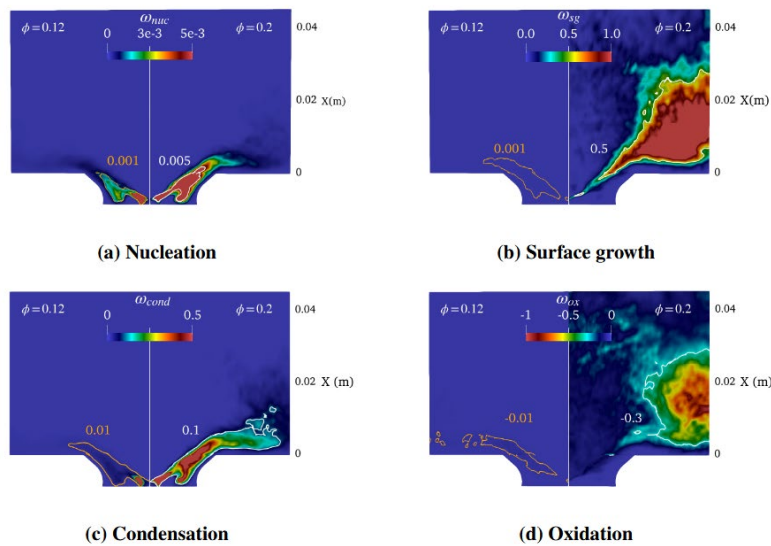 ω_nuc
ϕ=0.12
ϕ=0.2
0 3e-3 5e-3
0.04
0.02
X(m)
0.001
0.005
0
(a) Nucleation
ω_sg
ϕ=0.12
ϕ=0.2
0.0 0.5 1.0
0.04
0.02
X(m)
0.001
0.5
0
(b) Surface growth
ω_cond
ϕ=0.12
ϕ=0.2
0 0.5
0.04
0.02
X (m)
0.01
0.1
0
(c) Condensation
ω_ox
ϕ=0.12
ϕ=0.2
-1 -0.5 0
0.04
0.02
X (m)
-0.01
-0.3
0
(d) Oxidation